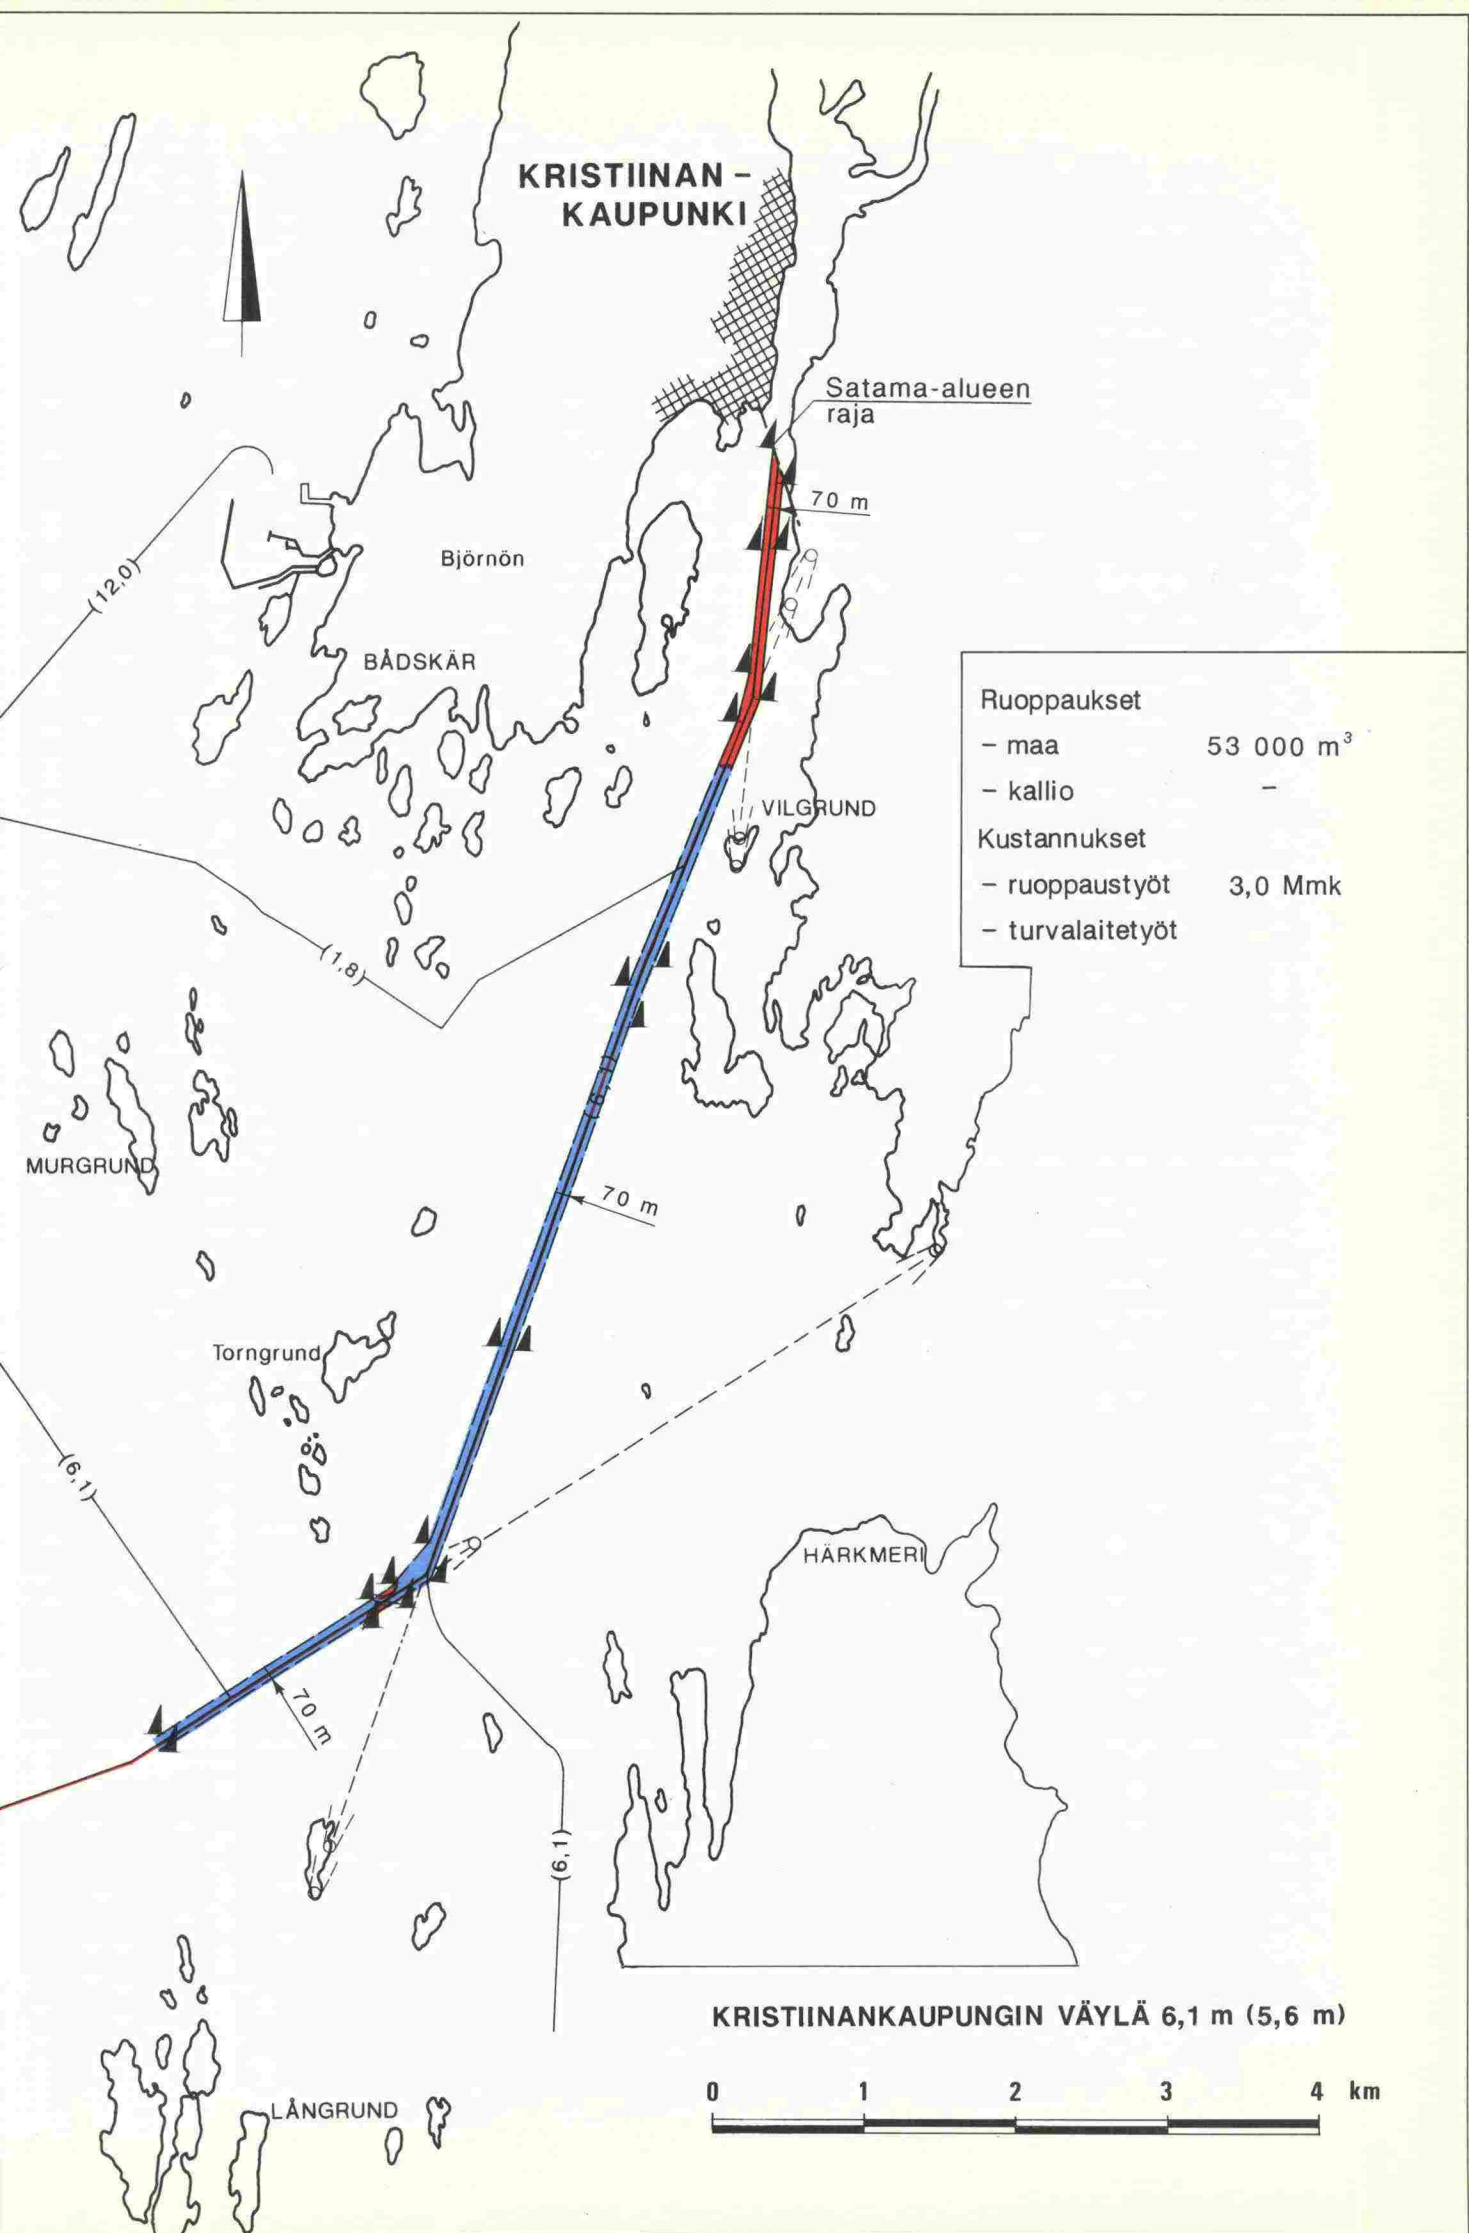 KRISTIINAN -
KAUPUNKI
Satama-alueen
raja
70 m
(12,0)
Björnön
BÅDSKÄR
Ruoppaukset
- maa 53 000 m³
- kallio -
Kustannukset
- ruoppaustyöt 3,0 Mmk
- turvalaitetyöt
VILGRUND
(1,8)
(6,1)
MURGRUND
70 m
Torngrund
(6,1)
HÄRKMERI
70 m
(6,1)
KRISTIINANKAUPUNGIN VÄYLÄ 6,1 m (5,6 m)
0 1 2 3 4 km
LÅNGRUND